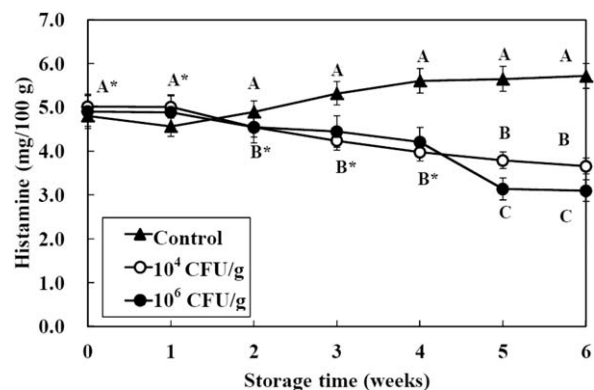 7.0
6.0
5.0
4.0
3.0
2.0
1.0
0.0
Histamine (mg/100 g)
A* A* A A A A A
B* B* B* B B
C C
Control
10⁴ CFU/g
10⁶ CFU/g
0 1 2 3 4 5 6
Storage time (weeks)